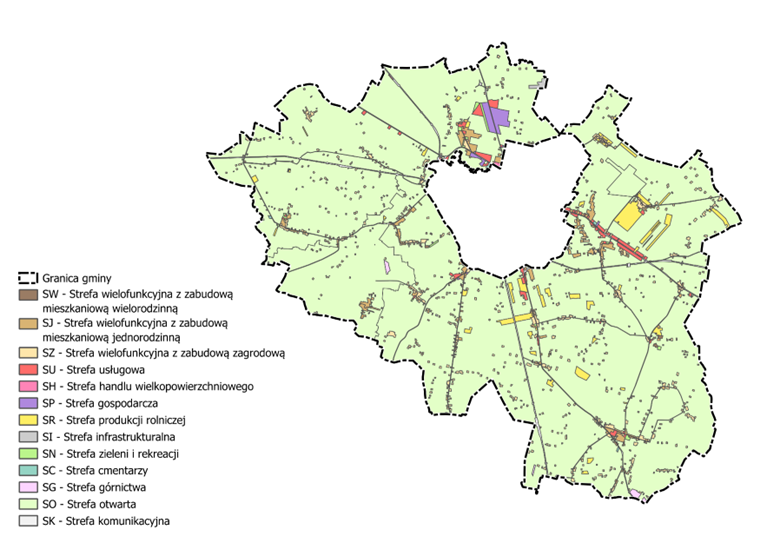 Granica gminy
SW - Strefa wielofunkcyjna z zabudową
mieszkaniową wielorodzinną
SJ - Strefa wielofunkcyjna z zabudową
mieszkaniową jednorodzinną
SZ - Strefa wielofunkcyjna z zabudową zagrodową
SU - Strefa usługowa
SH - Strefa handlu wielkopowierzchniowego
SP - Strefa gospodarcza
SR - Strefa produkcji rolniczej
SI - Strefa infrastrukturalna
SN - Strefa zieleni i rekreacji
SC - Strefa cmentarzy
SG - Strefa górnictwa
SO - Strefa otwarta
SK - Strefa komunikacyjna